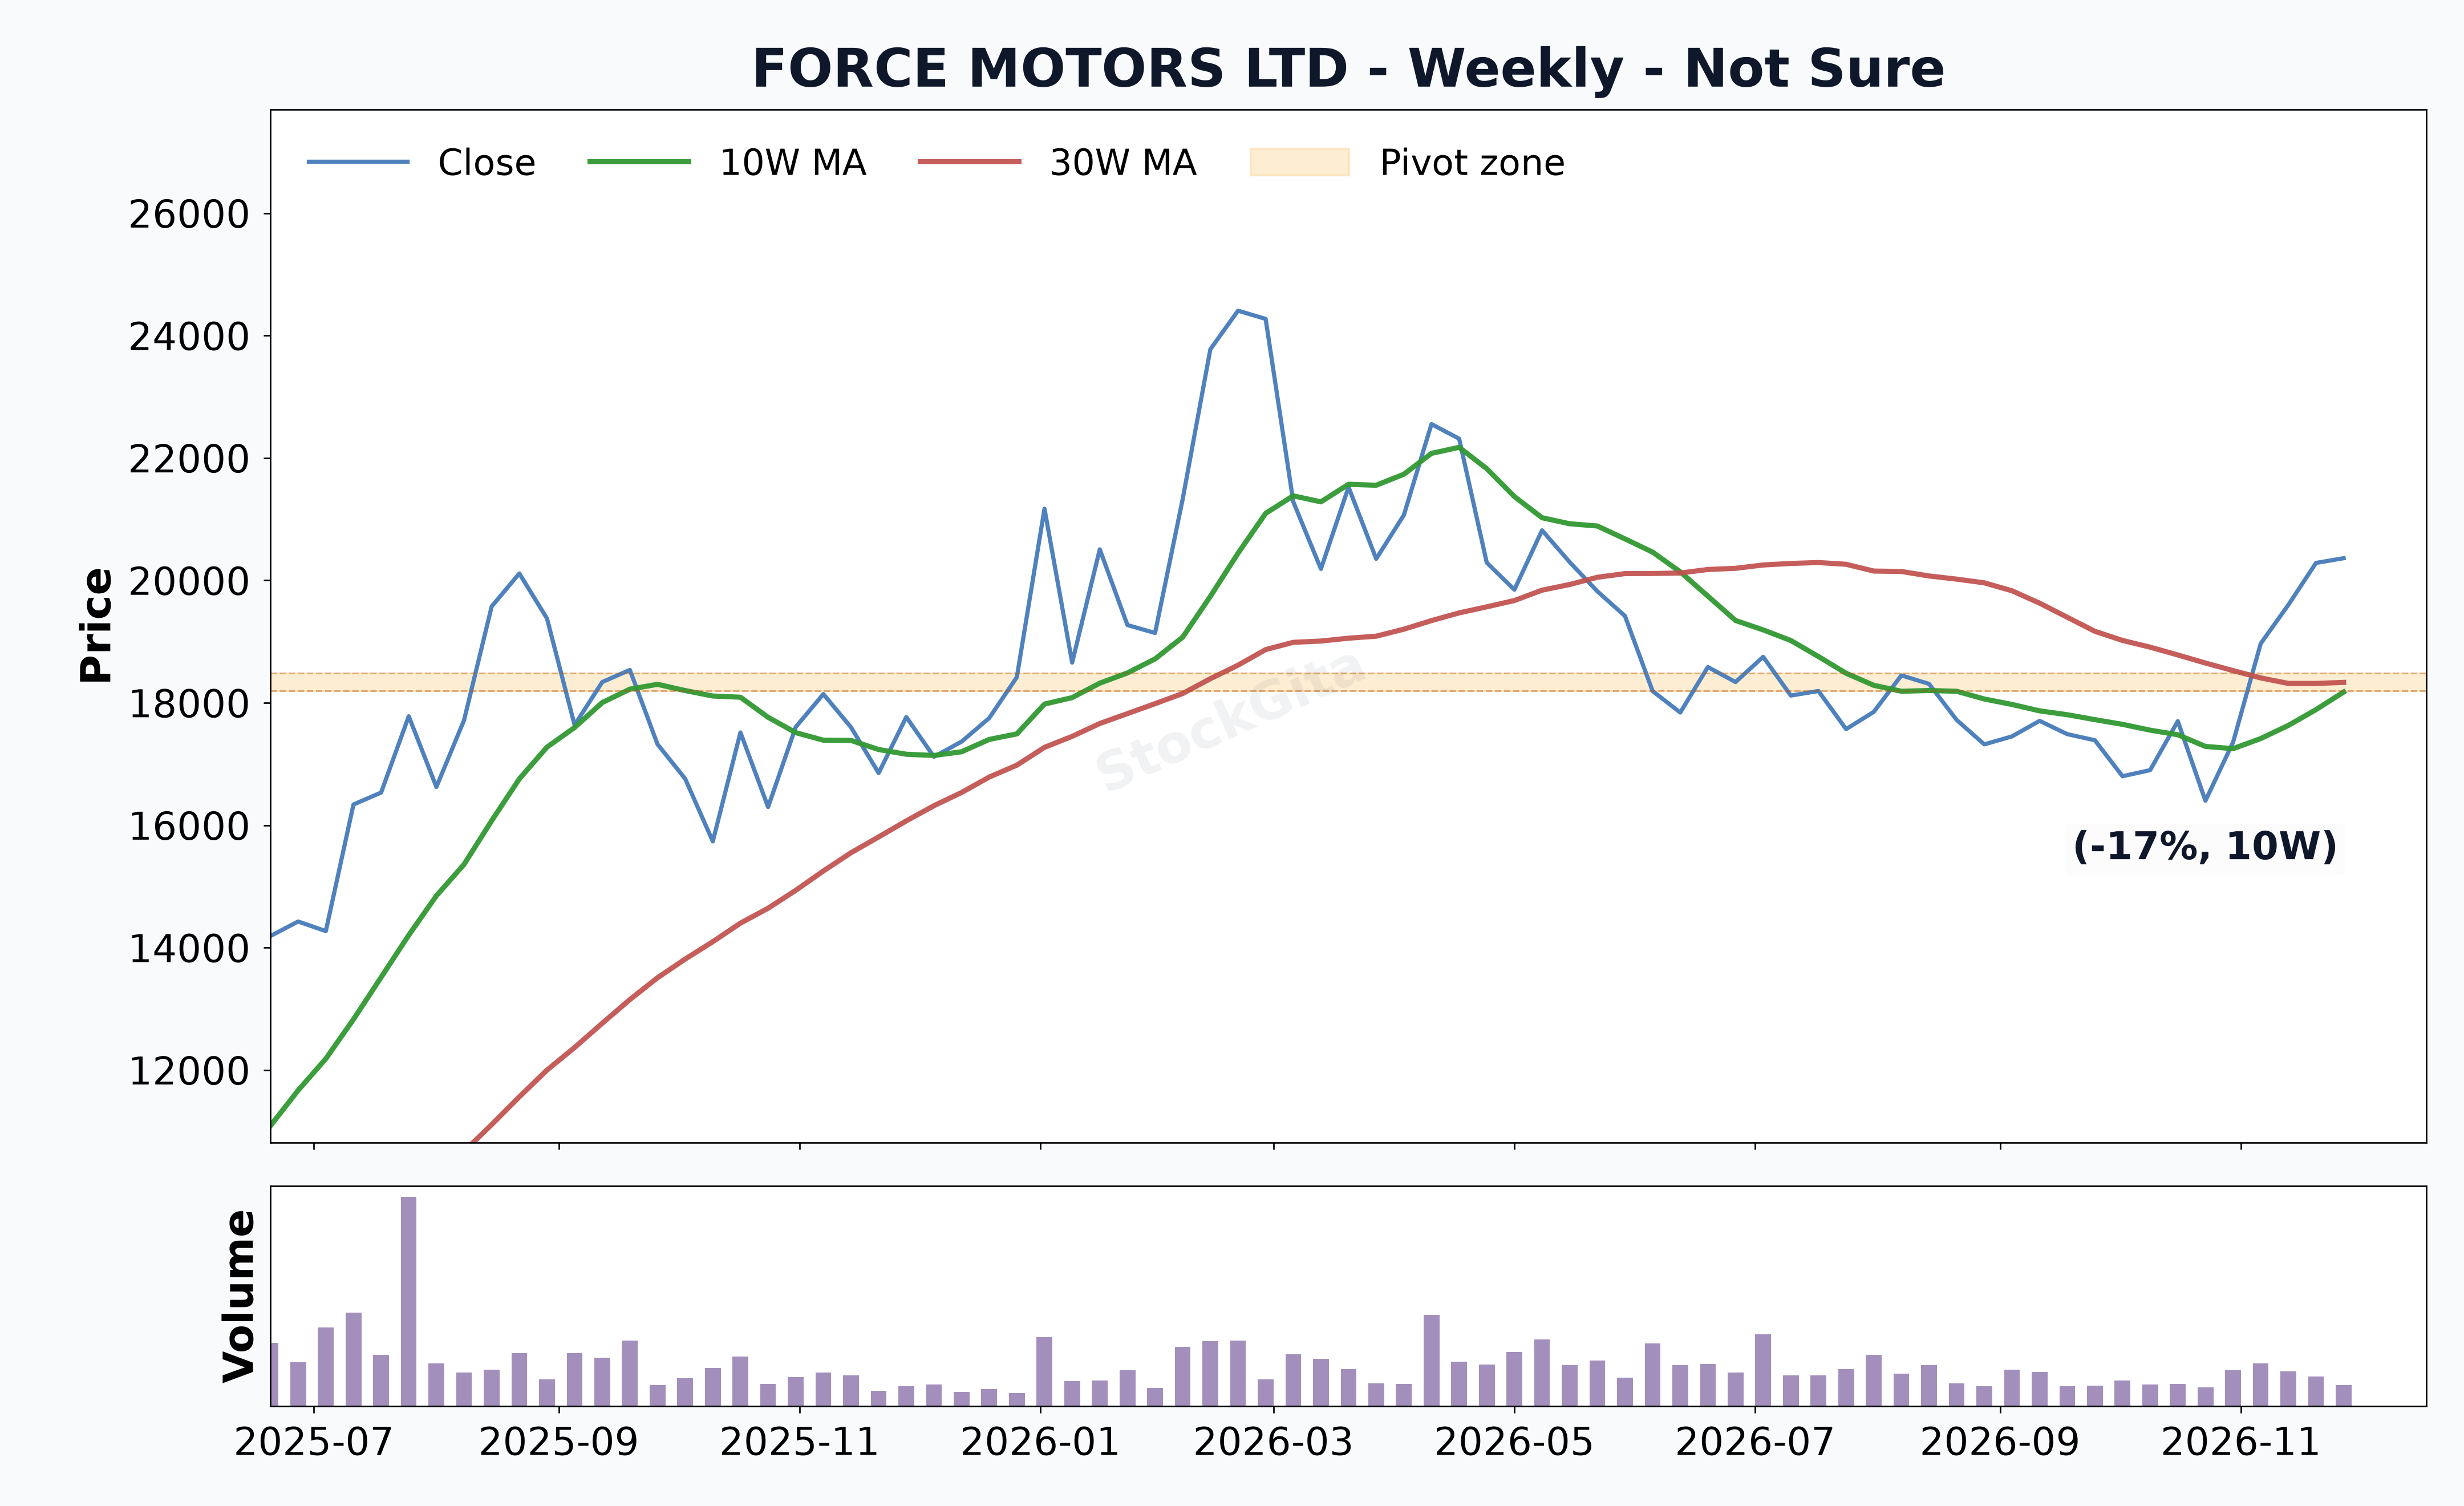 FORCE MOTORS LTD - Weekly - Not Sure
Close 10W MA 30W MA Pivot zone
Price
26000
24000
22000
20000
18000
16000
14000
12000
StockGita
(-17%, 10W)
Volume
2025-07 2025-09 2025-11 2026-01 2026-03 2026-05 2026-07 2026-09 2026-11